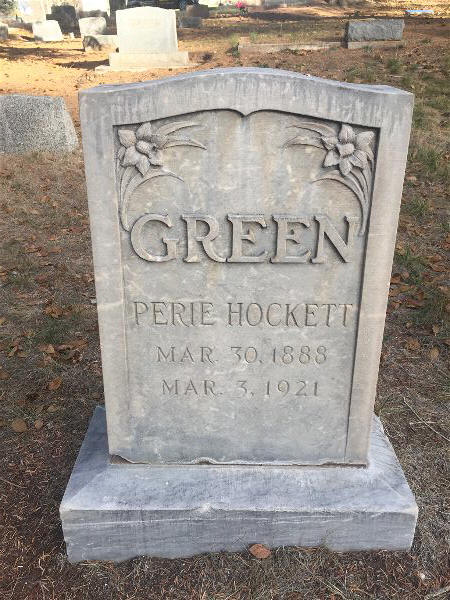 GREEN
PERIE HOCKETT
MAR. 30, 1888
MAR. 3, 1921